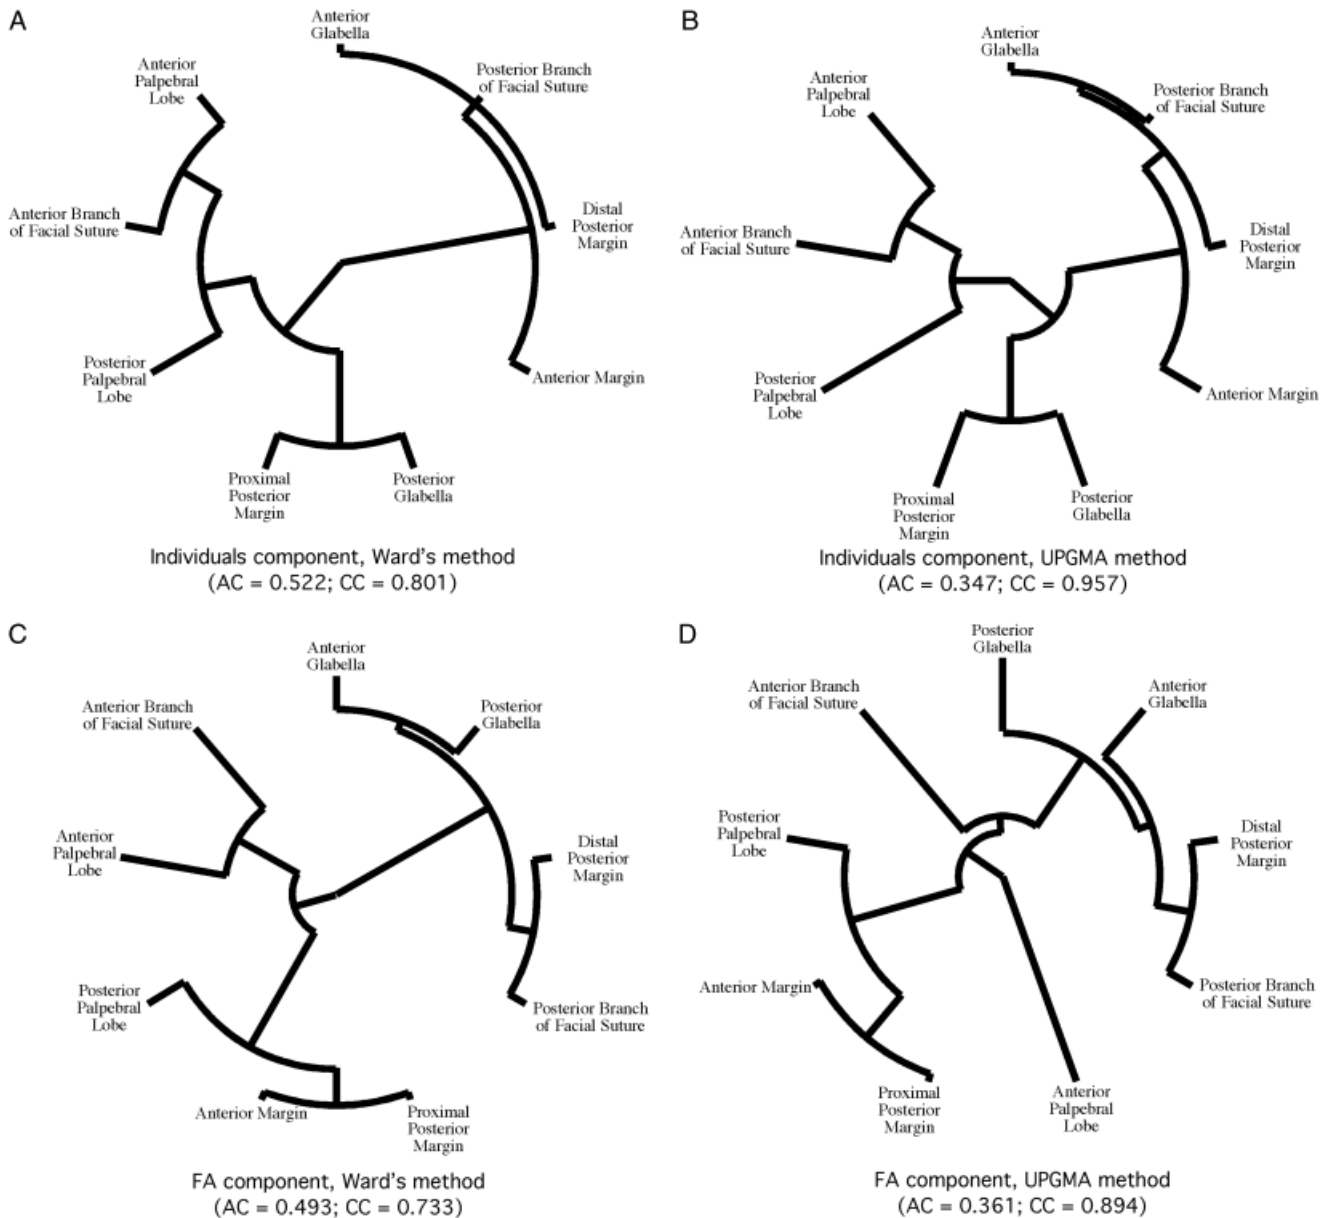 A
Anterior
Glabella
Anterior
Palpebral
Lobe
Posterior Branch
of Facial Suture
Anterior Branch
of Facial Suture
Distal
Posterior
Margin
Posterior
Palpebral
Lobe
Anterior Margin
Proximal
Posterior
Margin
Posterior
Glabella
Individuals component, Ward's method
(AC = 0.522; CC = 0.801)
B
Anterior
Glabella
Anterior
Palpebral
Lobe
Posterior Branch
of Facial Suture
Anterior Branch
of Facial Suture
Distal
Posterior
Margin
Posterior
Palpebral
Lobe
Anterior Margin
Proximal
Posterior
Margin
Posterior
Glabella
Individuals component, UPGMA method
(AC = 0.347; CC = 0.957)
C
Anterior
Glabella
Anterior Branch
of Facial Suture
Posterior
Glabella
Anterior
Palpebral
Lobe
Distal
Posterior
Margin
Posterior
Palpebral
Lobe
Posterior Branch
of Facial Suture
Anterior Margin
Proximal
Posterior
Margin
FA component, Ward's method
(AC = 0.493; CC = 0.733)
D
Posterior
Glabella
Anterior Branch
of Facial Suture
Anterior
Glabella
Posterior
Palpebral
Lobe
Distal
Posterior
Margin
Anterior Margin
Posterior Branch
of Facial Suture
Proximal
Posterior
Margin
Anterior
Palpebral
Lobe
FA component, UPGMA method
(AC = 0.361; CC = 0.894)